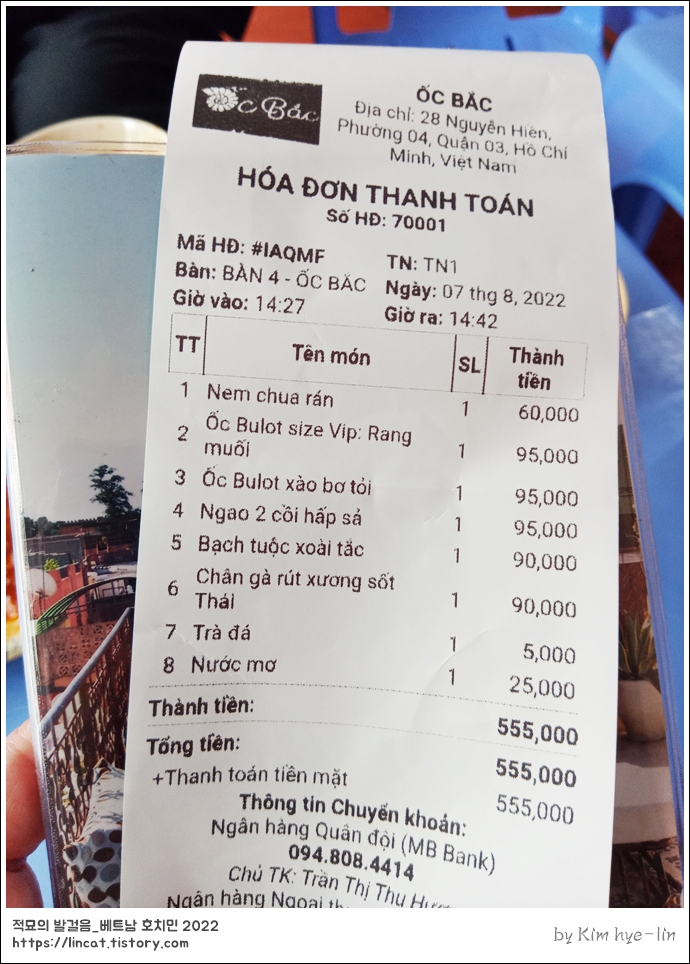 Ốc Bắc
ỐC BẮC
Địa chỉ: 28 Nguyễn Hiền,
Phường 04, Quận 03, Hồ Chí
Minh, Việt Nam
HÓA ĐƠN THANH TOÁN
Số HĐ: 70001
Mã HĐ: #IAQMF TN: TN1
Bàn: BÀN 4 - ỐC BẮC Ngày: 07 thg 8, 2022
Giờ vào: 14:27 Giờ ra: 14:42
TT Tên món SL Thành
tiền
1 Nem chua rán 1 60,000
2 Ốc Bulot size Vip: Rang
muối 1 95,000
3 Ốc Bulot xào bơ tỏi 1 95,000
4 Ngao 2 cồi hấp sả 1 95,000
5 Bạch tuộc xoài tắc 1 90,000
6 Chân gà rút xương sốt
Thái 1 90,000
7 Trà đá 1 5,000
8 Nước mơ 1 25,000
Thành tiền: 555,000
Tổng tiền: 555,000
+Thanh toán tiền mặt 555,000
Thông tin Chuyển khoản:
Ngân hàng Quân đội (MB Bank)
094.808.4414
Chủ TK: Trần Thị Thu
Ngân hàng Ngoại
적묘의 발걸음_베트남 호치민 2022
https://lincat.tistory.com
by Kim hye-lin